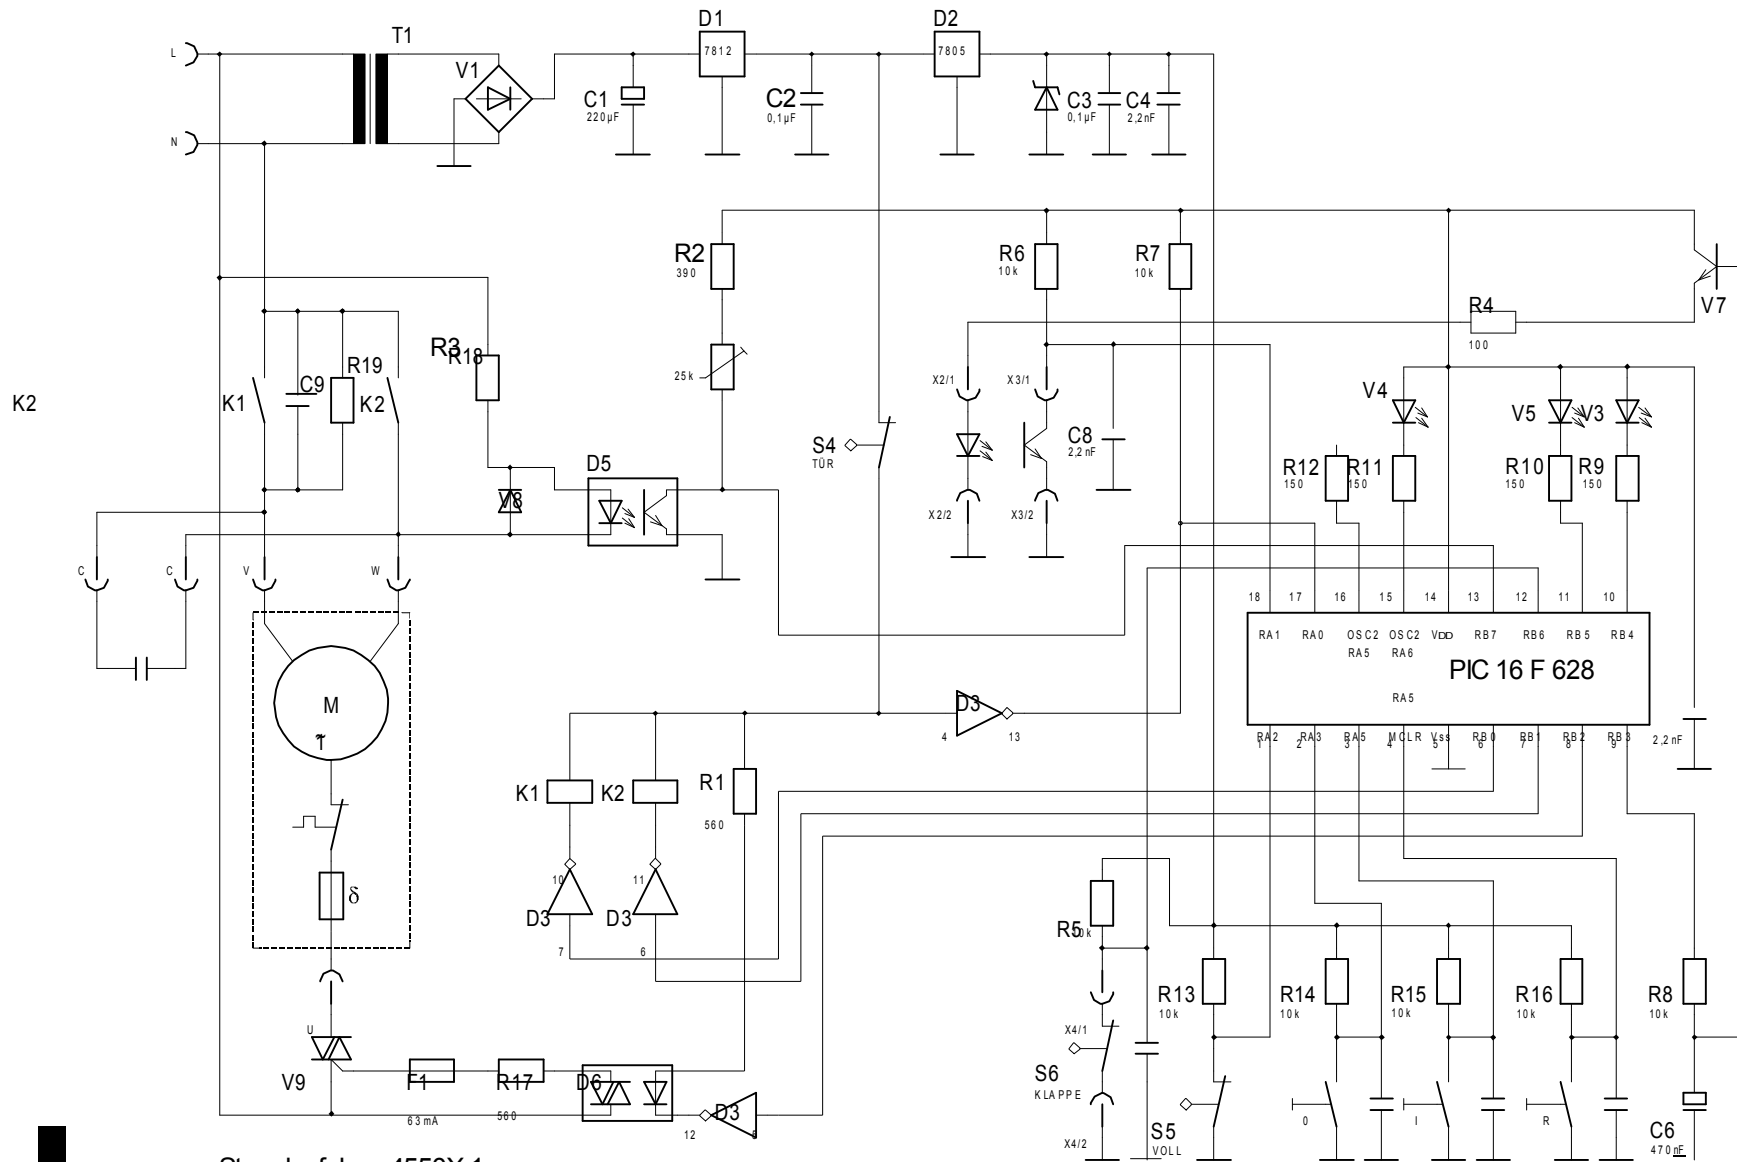 D1
D2
T1
L
7812
7805
V1
C1
220µF
C2
0,1µF
C3
0,1µF
C4
2,2nF
N
R2
390
R6
10k
R7
10k
R4
100
V7
R3
R18
25k
R19
C9
K2
K1
K2
X2/1
X3/1
V4
V5
V3
S4
TÜR
C8
2,2nF
D5
R12
150
R11
150
R10
150
R9
150
V8
X2/2
X3/2
C
C
V
W
18 17 16 15 14 13 12 11 10
RA1 RA0 OSC2 OSC2 VDD RB7 RB6 RB5 RB4
RA5 RA6
PIC 16 F 628
RA5
M
D3
4
13
RA2 RA3 RA5 MCLR Vss RB0 RB1 RB2 RB3
1 2 3 4 5 6 7 8 9
2,2nF
K1
K2
R1
560
10
11
δ
D3
D3
7
6
R5
10k
R13
10k
R14
10k
R15
10k
R16
10k
R8
10k
U
X4/1
V9
F1
63mA
R17
560
D6
D3
12
8
S6
KLAPPE
X4/2
S5
VOLL
0
I
R
C6
470nF